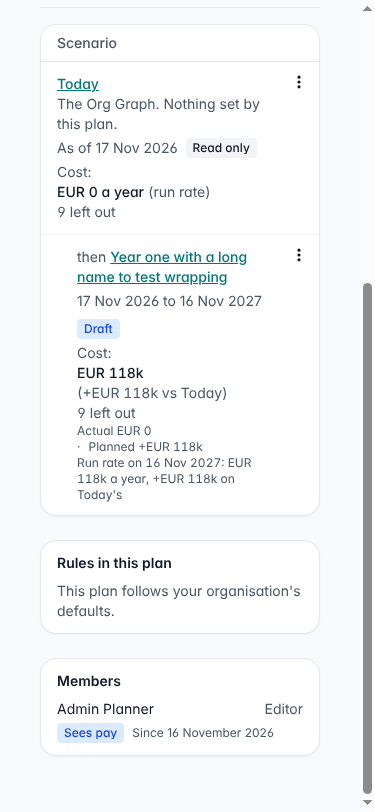 Scenario
Today
The Org Graph. Nothing set by
this plan.
As of 17 Nov 2026 Read only
Cost:
EUR 0 a year (run rate)
9 left out
then Year one with a long
name to test wrapping
17 Nov 2026 to 16 Nov 2027
Draft
Cost:
EUR 118k
(+EUR 118k vs Today)
9 left out
Actual EUR 0
· Planned +EUR 118k
Run rate on 16 Nov 2027: EUR
118k a year, +EUR 118k on
Today's
Rules in this plan
This plan follows your organisation's
defaults.
Members
Admin Planner Editor
Sees pay Since 16 November 2026